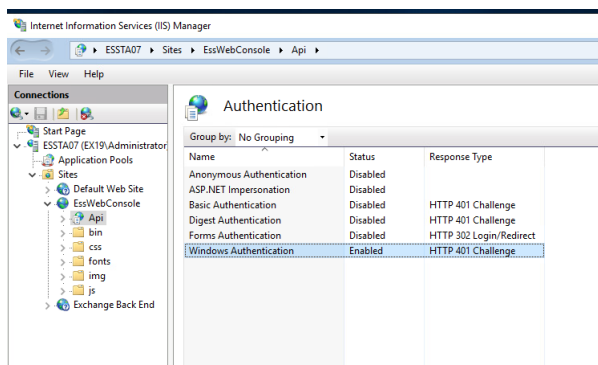 Internet Information Services (IIS) Manager
ESSTA07 Sites EssWebConsole Api
File View Help
Connections
Start Page
ESSTA07 (EX19\Administrator
Application Pools
Sites
Default Web Site
EssWebConsole
Api
bin
css
fonts
img
js
Exchange Back End
Authentication
Group by: No Grouping
Name Status Response Type
Anonymous Authentication Disabled
ASP.NET Impersonation Disabled
Basic Authentication Disabled HTTP 401 Challenge
Digest Authentication Disabled HTTP 401 Challenge
Forms Authentication Disabled HTTP 302 Login/Redirect
Windows Authentication Enabled HTTP 401 Challenge